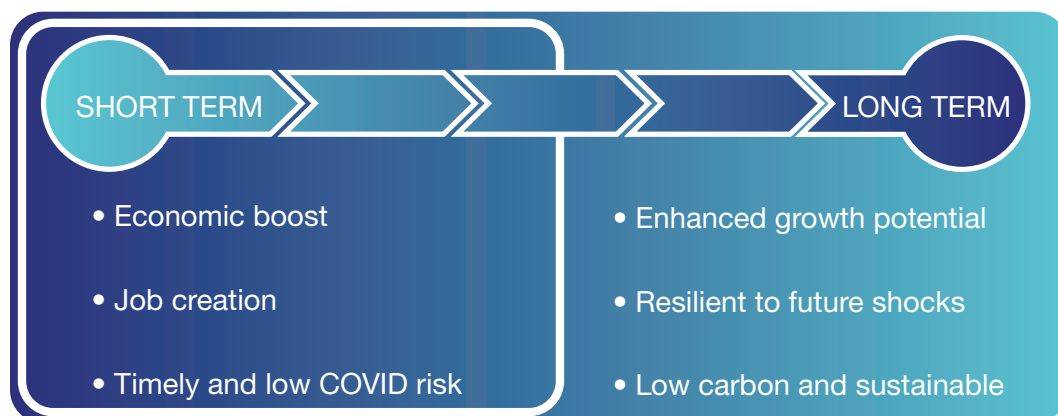 SHORT TERM
LONG TERM
• Economic boost
• Job creation
• Timely and low COVID risk
• Enhanced growth potential
• Resilient to future shocks
• Low carbon and sustainable